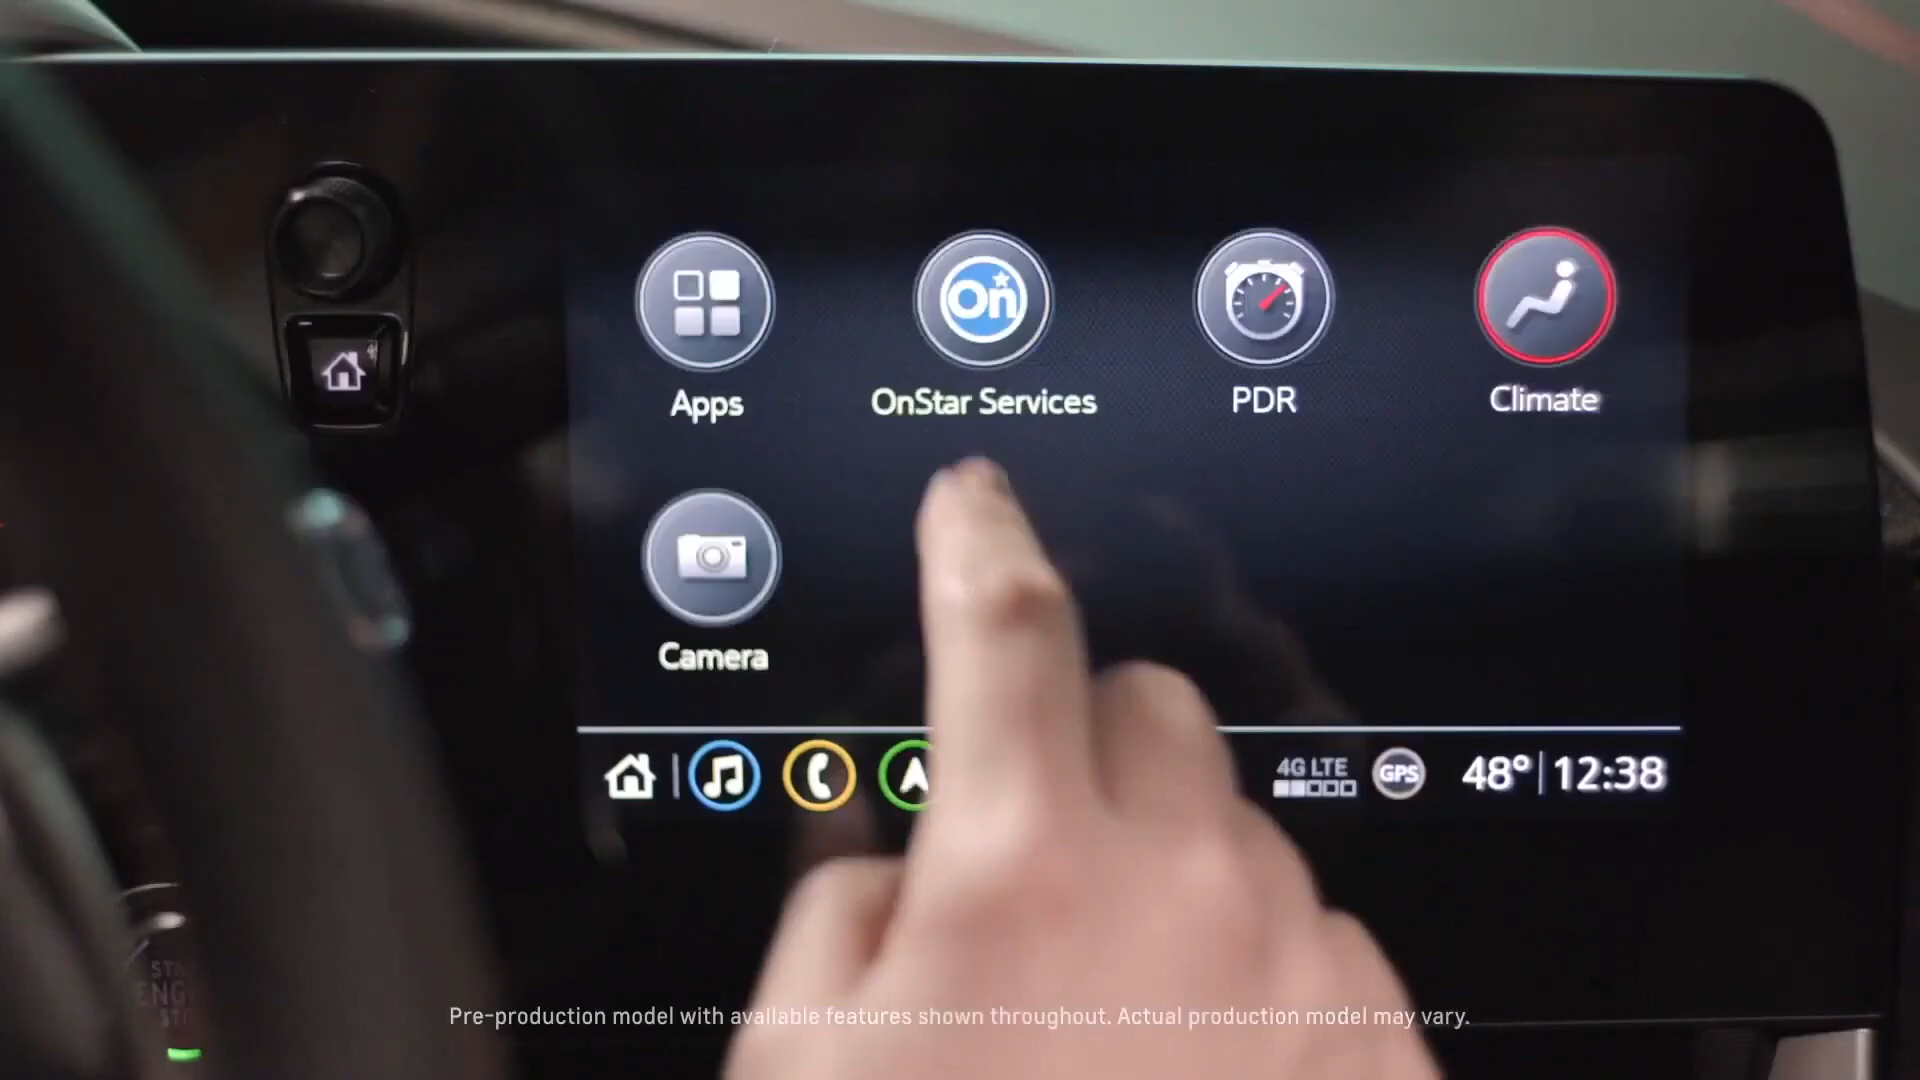 On
Apps
OnStar Services
PDR
Climate
Camera
4G LTE
GPS
48°
12:38
Pre-production model with available features shown throughout. Actual production model may vary.